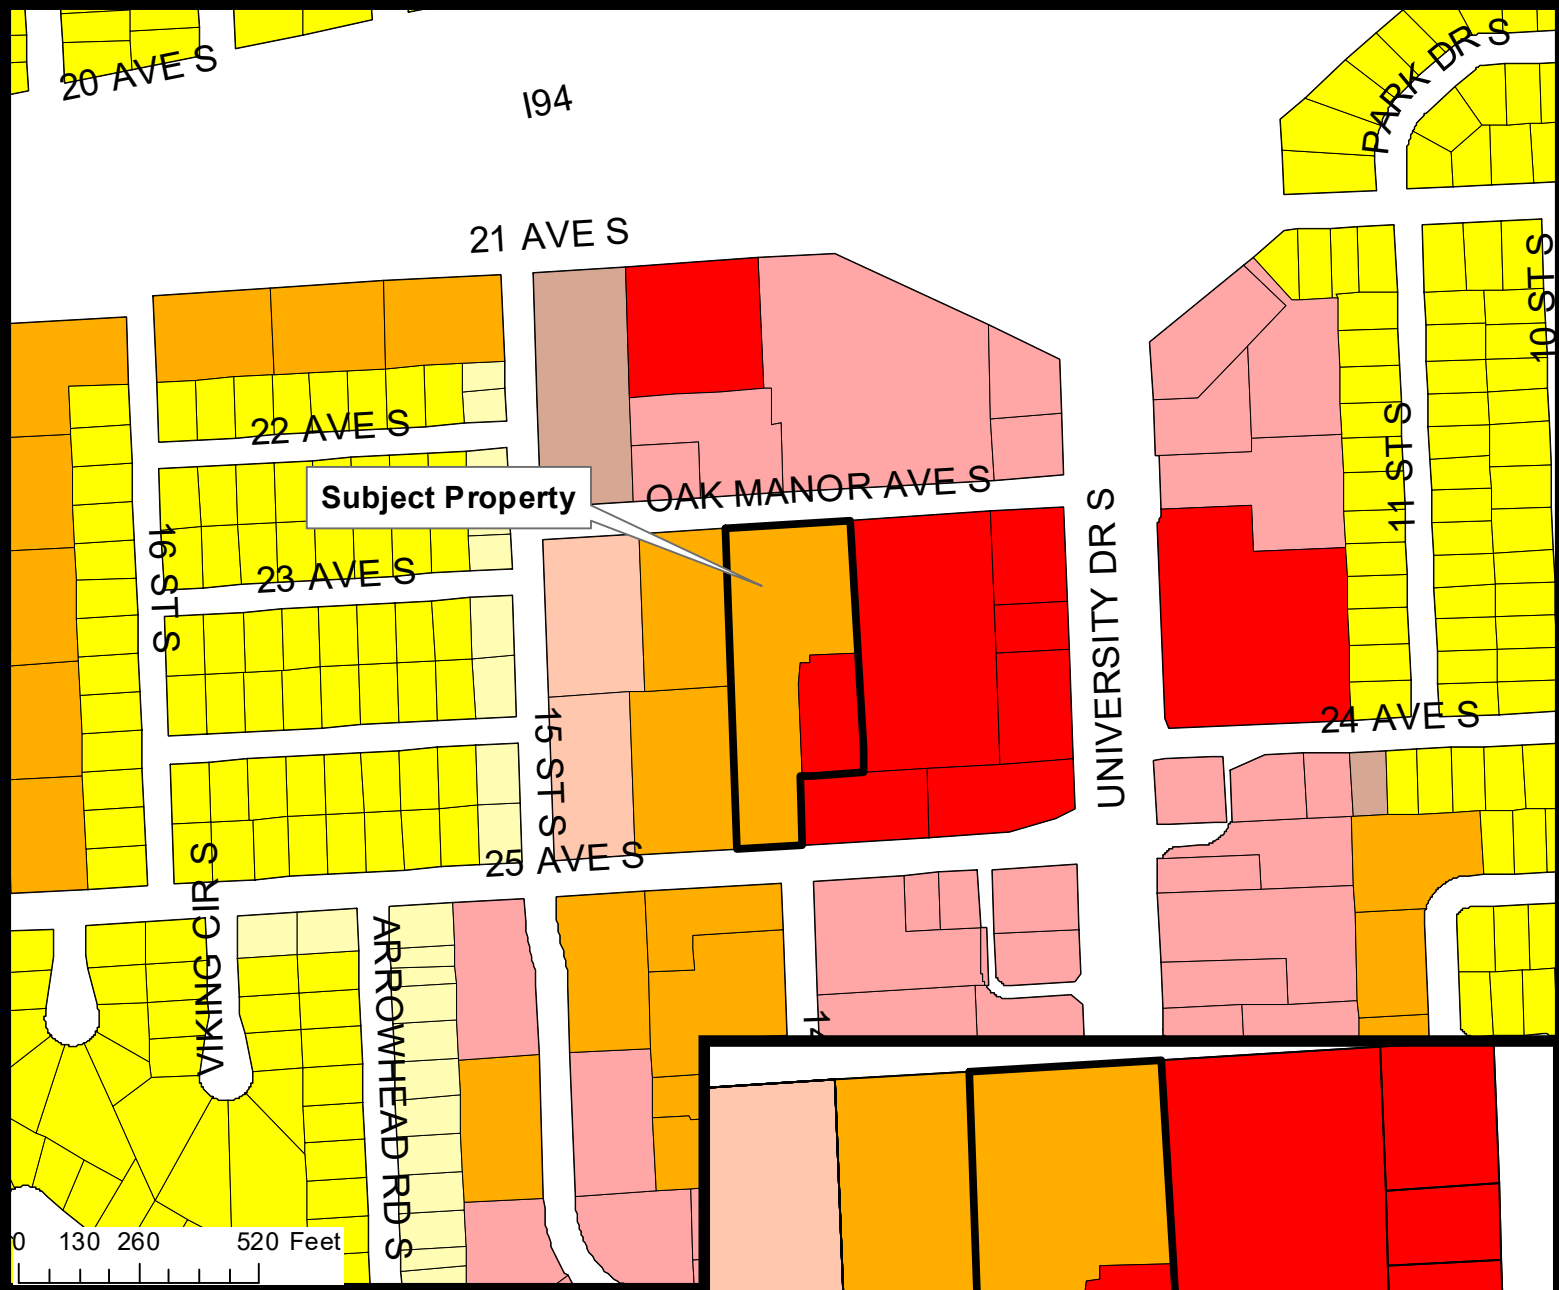 20 AVE S
I94
PARK DR S
21 AVE S
10 ST S
22 AVE S
11 ST S
Subject Property
OAK MANOR AVE S
16 ST S
23 AVE S
UNIVERSITY DR S
15 ST S
24 AVE S
25 AVE S
VIKING CIR S
ARROWHEAD RD S
14
0 130 260 520 Feet